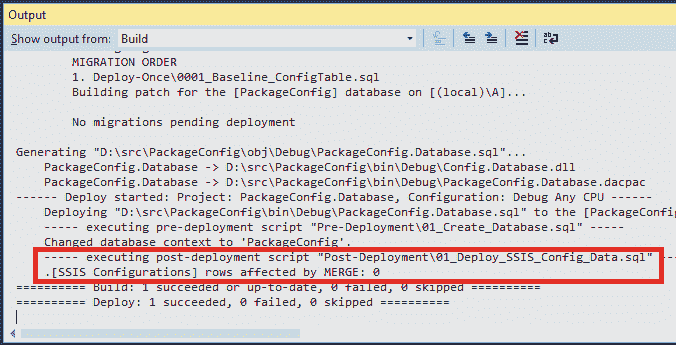 Output
Show output from: Build
MIGRATION ORDER
1. Deploy-Once\0001_Baseline_ConfigTable.sql
Building patch for the [PackageConfig] database on [(local)\A]...
No migrations pending deployment
Generating "D:\src\PackageConfig\obj\Debug\PackageConfig.Database.sql"...
PackageConfig.Database -> D:\src\PackageConfig\bin\Debug\Config.Database.dll
PackageConfig.Database -> D:\src\PackageConfig\bin\Debug\PackageConfig.Database.dacpac
------ Deploy started: Project: PackageConfig.Database, Configuration: Debug Any CPU ------
Deploying "D:\src\PackageConfig\bin\Debug\PackageConfig.Database.sql" to the [PackageConfig
----- executing pre-deployment script "Pre-Deployment\01_Create_Database.sql" -----
Changed database context to 'PackageConfig'.
----- executing post-deployment script "Post-Deployment\01_Deploy_SSIS_Config_Data.sql" --
.[SSIS Configurations] rows affected by MERGE: 0
========== Build: 1 succeeded or up-to-date, 0 failed, 0 skipped ==========
========== Deploy: 1 succeeded, 0 failed, 0 skipped ==========